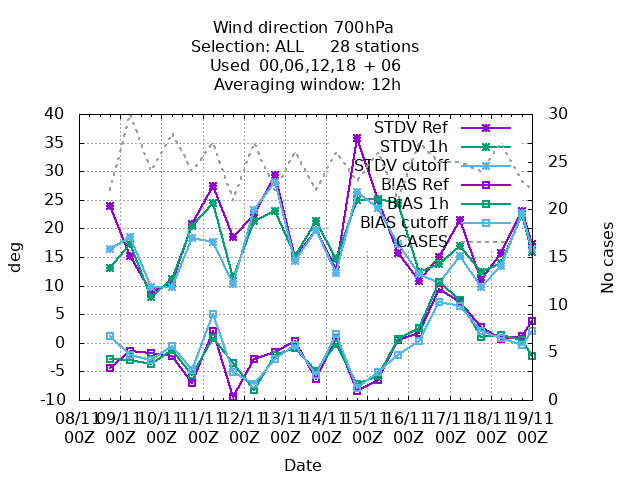 Wind direction 700hPa
Selection: ALL 28 stations
Used 00,06,12,18 + 06
Averaging window: 12h
STDV Ref
STDV 1h
STDV cutoff
BIAS Ref
BIAS 1h
BIAS cutoff
CASES
40
35
30
25
20
15
10
5
0
-5
-10
deg
30
25
20
15
10
5
0
No cases
08/11 09/11 10/11 11/11 12/11 13/11 14/11 15/11 16/11 17/11 18/11 19/11
00Z 00Z 00Z 00Z 00Z 00Z 00Z 00Z 00Z 00Z 00Z 00Z
Date